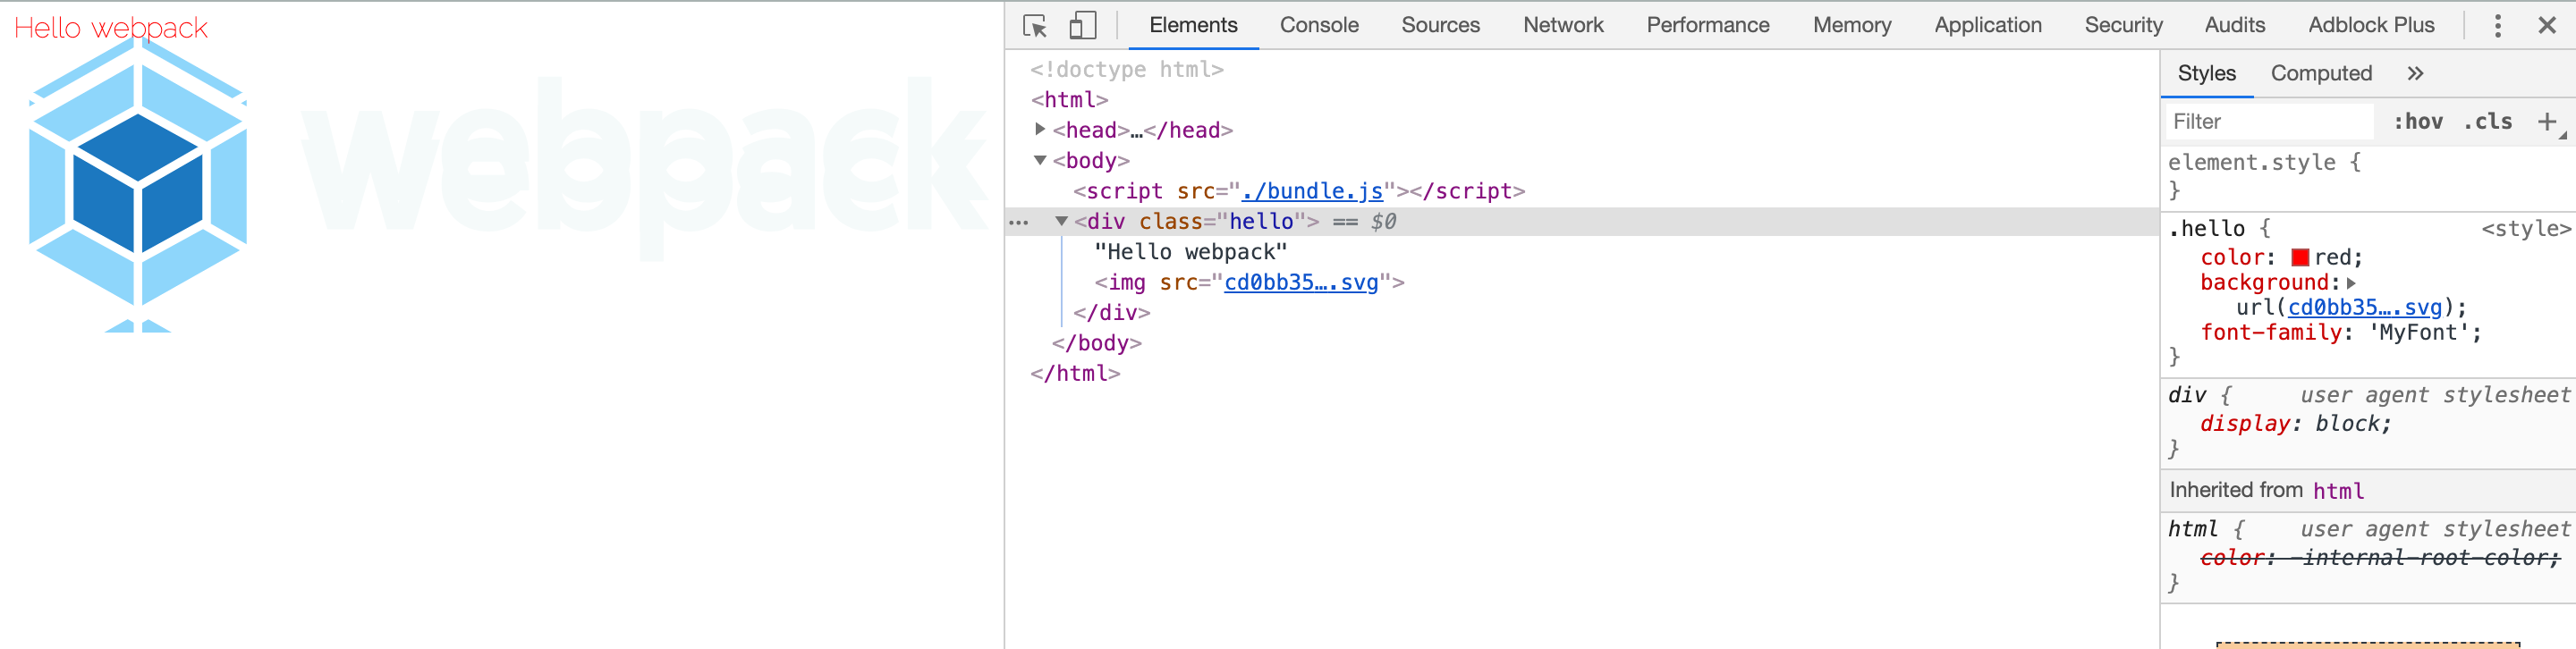 Hello webpack
webpack
Elements Console Sources Network Performance Memory Application Security Audits Adblock Plus
<!doctype html>
<html>
<head>…</head>
<body>
<script src="./bundle.js"></script>
<div class="hello"> == $0
"Hello webpack"
<img src="cd0bb35….svg">
</div>
</body>
</html>
Styles Computed »
Filter :hov .cls +
element.style {
}
.hello { <style>
color: red;
background:
url(cd0bb35….svg);
font-family: 'MyFont';
}
div { user agent stylesheet
display: block;
}
Inherited from html
html { user agent stylesheet
color: -internal-root-color;
}